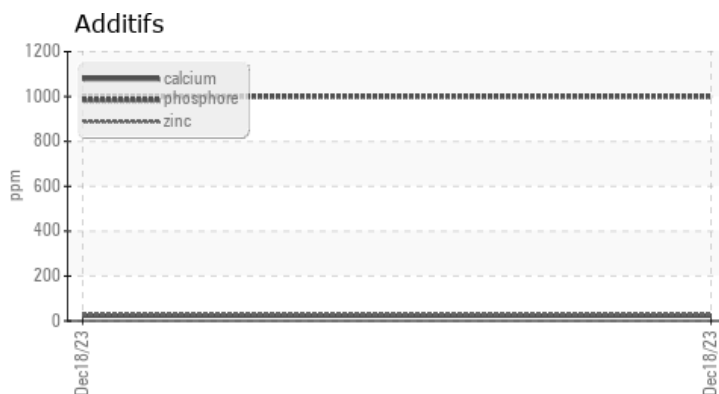 Additifs
1200
1000
800
600
400
200
0
ppm
calcium
phosphore
zinc
Dec18/23
Dec18/23